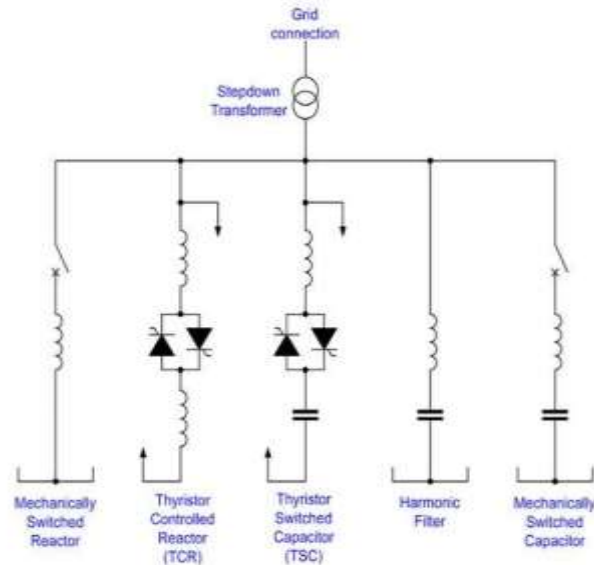 Grid
connection
Stepdown
Transformer
Mechanically
Switched
Reactor
Thyristor
Controlled
Reactor
(TCR)
Thyristor
Switched
Capacitor
(TSC)
Harmonic
Filter
Mechanically
Switched
Capacitor